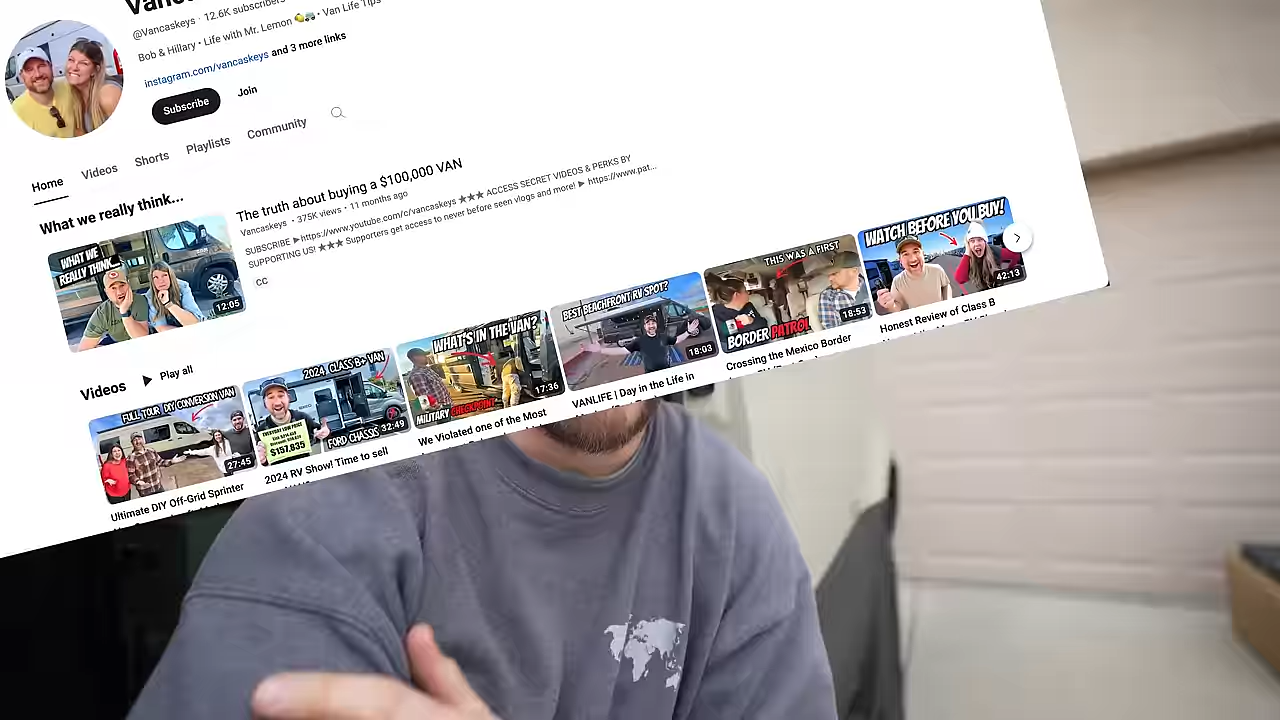 @Vancaskeys · 12.6K subscribers
Bob & Hillary • Life with Mr. Lemon 🍋🚐 • Van Life Tips
instagram.com/vancaskeys and 3 more links
Subscribe
Join
Home
Videos
Shorts
Playlists
Community
What we really think...
WHAT WE
REALLY THINK...
12:05
The truth about buying a $100,000 VAN
Vancaskeys • 375K views • 11 months ago
SUBSCRIBE ▶https://www.youtube.com/c/vancaskeys ★★★ ACCESS SECRET VIDEOS & PERKS BY
SUPPORTING US! ★★★ Supporters get access to never before seen vlogs and more! ▶ https://www.pat...
CC
Videos
Play all
FULL TOUR DIY CONVERSION VAN
27:45
Ultimate DIY Off-Grid Sprinter
2024 CLASS B+ VAN
EVERYDAY LOW PRICE
$157,635
FORD CHASSIS
32:49
2024 RV Show! Time to sell
WHAT'S IN THE VAN?
MILITARY CHECKPOINT
17:36
We Violated one of the Most
BEST BEACHFRONT RV SPOT?
18:03
VANLIFE | Day in the Life in
THIS WAS A FIRST
BORDER PATROL
18:53
Crossing the Mexico Border
WATCH BEFORE YOU BUY!
42:13
Honest Review of Class B